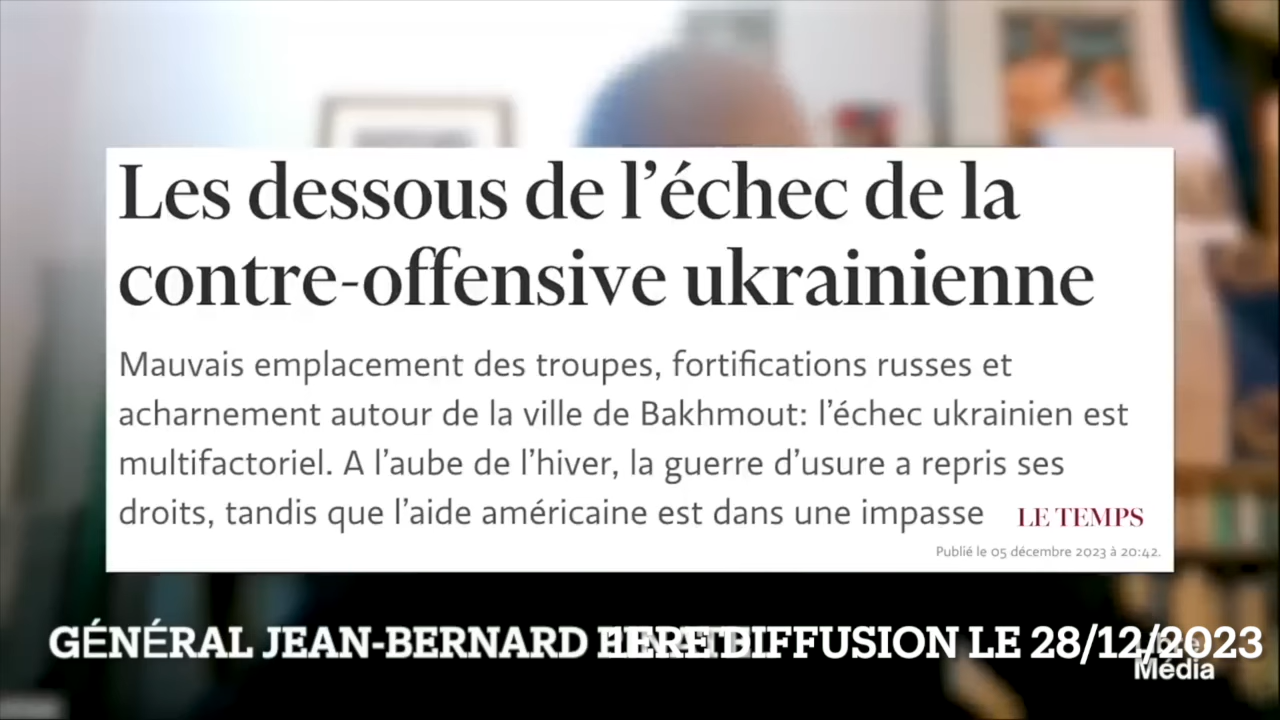 Les dessous de l’échec de la
contre-offensive ukrainienne
Mauvais emplacement des troupes, fortifications russes et
acharnement autour de la ville de Bakhmout: l’échec ukrainien est
multifactoriel. A l’aube de l’hiver, la guerre d’usure a repris ses
droits, tandis que l’aide américaine est dans une impasse
LE TEMPS
Publié le 05 décembre 2023 à 20:42.
GÉNÉRAL JEAN-BERNARD DIFFUSION LE 28/12/2023
Média